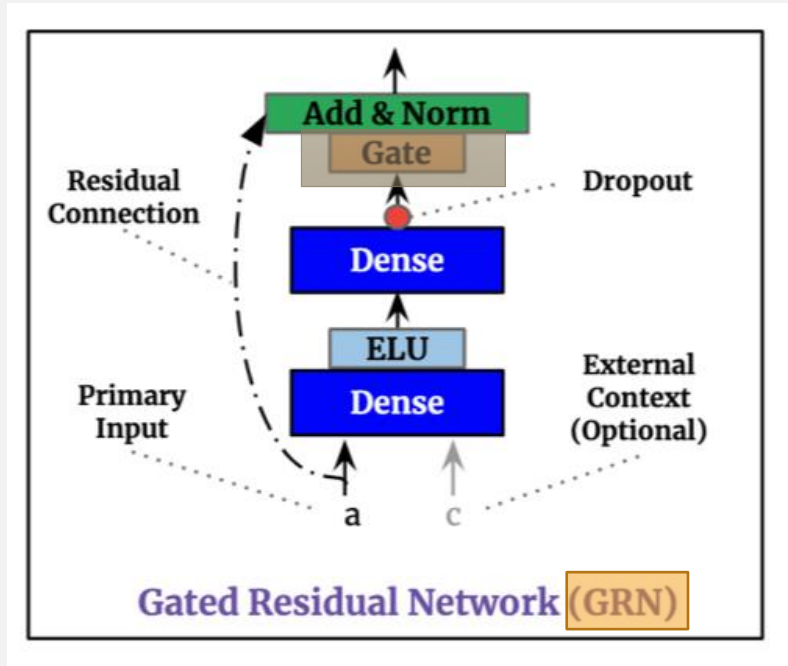 Add & Norm
Gate
Residual
Connection
Dropout
Dense
ELU
Dense
Primary
Input
External
Context
(Optional)
a
c
Gated Residual Network (GRN)